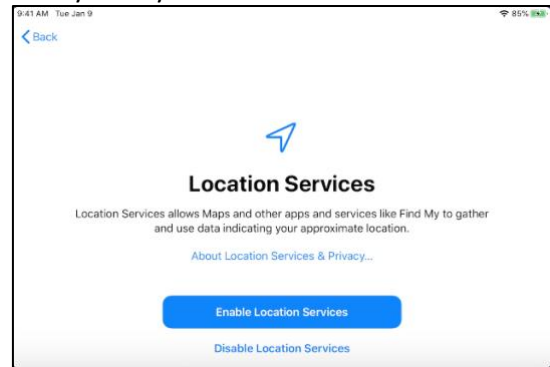 9:41 AM Tue Jan 9
85%
Back
Location Services
Location Services allows Maps and other apps and services like Find My to gather
and use data indicating your approximate location.
About Location Services & Privacy...
Enable Location Services
Disable Location Services